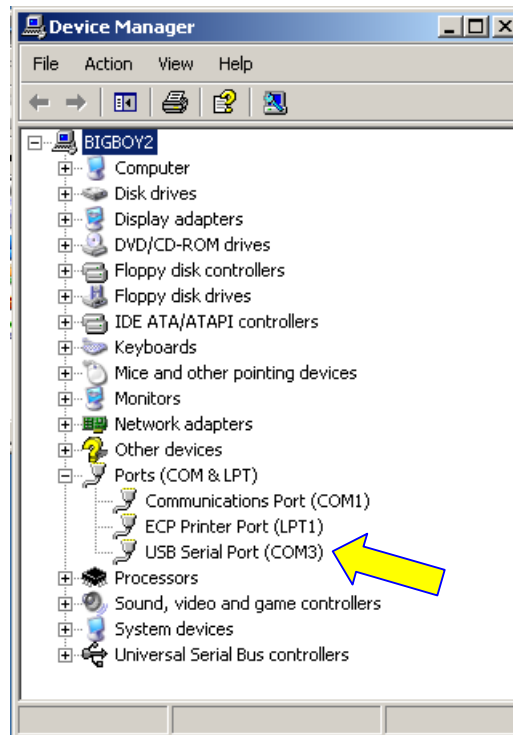 Device Manager
File Action View Help
BIGBOY2
Computer
Disk drives
Display adapters
DVD/CD-ROM drives
Floppy disk controllers
Floppy disk drives
IDE ATA/ATAPI controllers
Keyboards
Mice and other pointing devices
Monitors
Network adapters
Other devices
Ports (COM & LPT)
Communications Port (COM1)
ECP Printer Port (LPT1)
USB Serial Port (COM3)
Processors
Sound, video and game controllers
System devices
Universal Serial Bus controllers